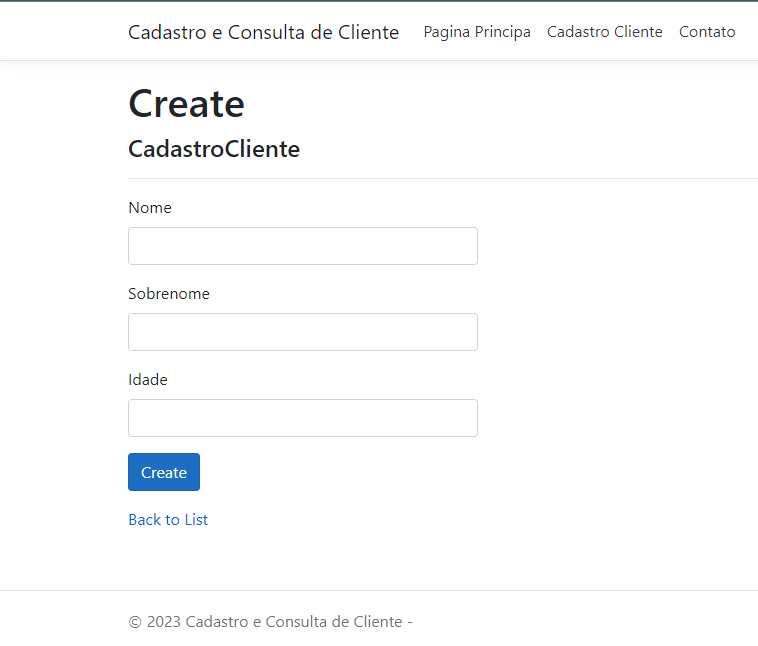 Cadastro e Consulta de Cliente Pagina Principa Cadastro Cliente Contato
Create
CadastroCliente
Nome
Sobrenome
Idade
Create
Back to List
© 2023 Cadastro e Consulta de Cliente -